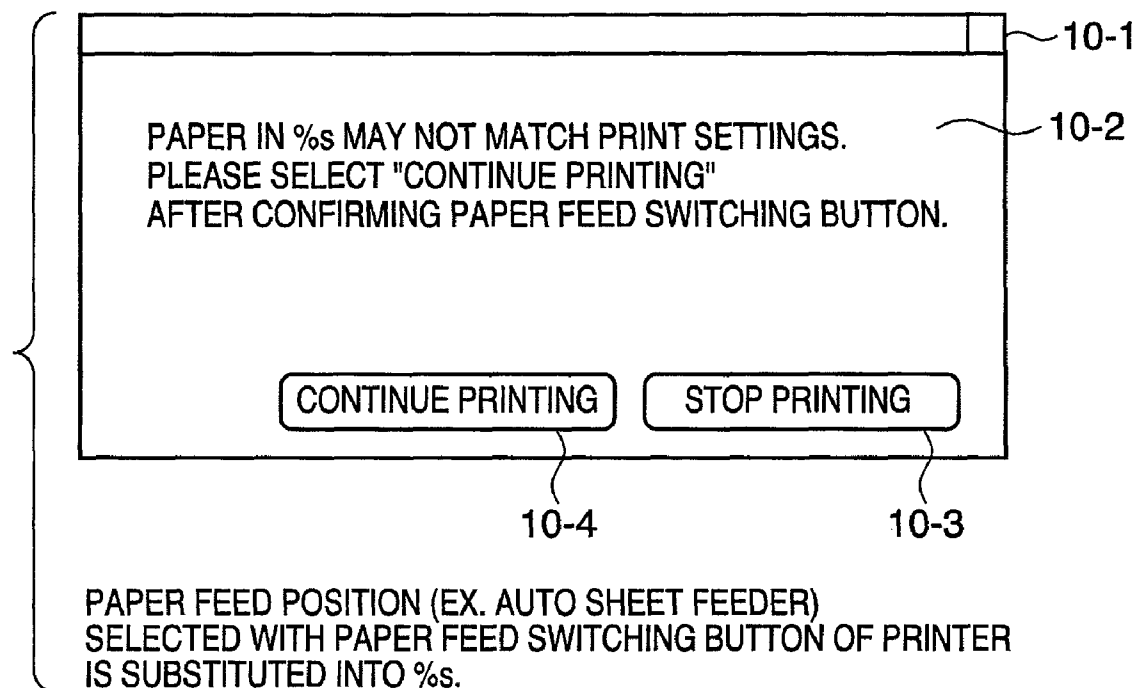 10-1
PAPER IN %s MAY NOT MATCH PRINT SETTINGS.
10-2
PLEASE SELECT "CONTINUE PRINTING"
AFTER CONFIRMING PAPER FEED SWITCHING BUTTON.
CONTINUE PRINTING
STOP PRINTING
10-4
10-3
PAPER FEED POSITION (EX. AUTO SHEET FEEDER)
SELECTED WITH PAPER FEED SWITCHING BUTTON OF PRINTER
IS SUBSTITUTED INTO %s.